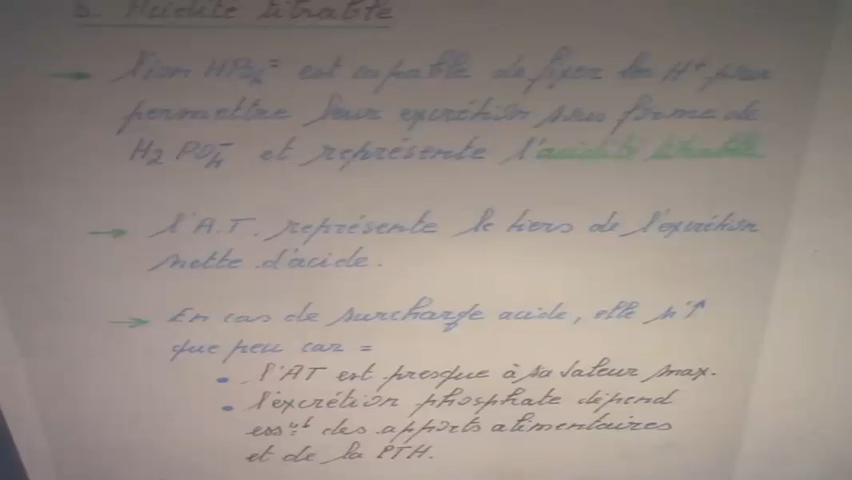 b. Acidité titrable
→ l'ion HPO₄⁼ est capable de fixer les H⁺ pour
permettre leur excrétion sous forme de
H₂PO₄⁻ et représente l'acidité titrable
→ l'A.T. représente le tiers de l'excrétion
nette d'acide.
→ En cas de surcharge acide, elle n'↑
que peu car =
• l'AT est presque à sa valeur max.
• l'excrétion phosphate dépend
ess^nt des apports alimentaires
et de la PTH.